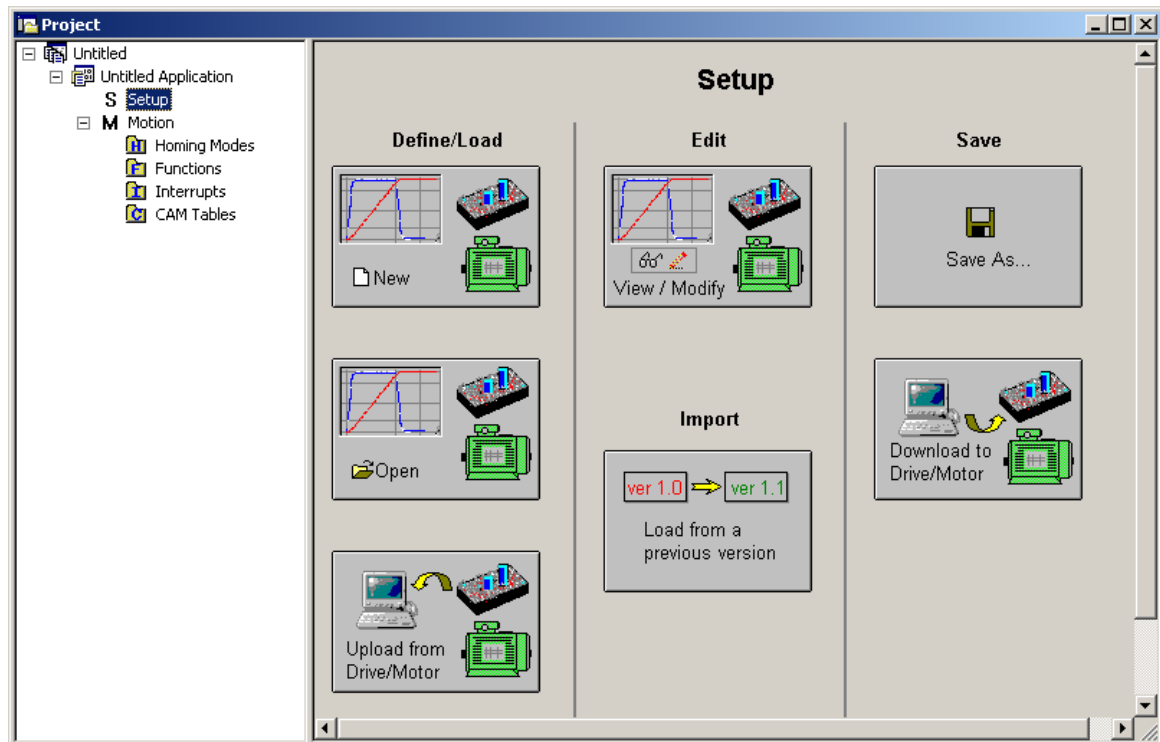 Project
Untitled
Untitled Application
S Setup
M Motion
H Homing Modes
F Functions
I Interrupts
C CAM Tables
Setup
Define/Load
New
Open
Upload from
Drive/Motor
Edit
View / Modify
Import
ver 1.0 ver 1.1
Load from a
previous version
Save
Save As...
Download to
Drive/Motor